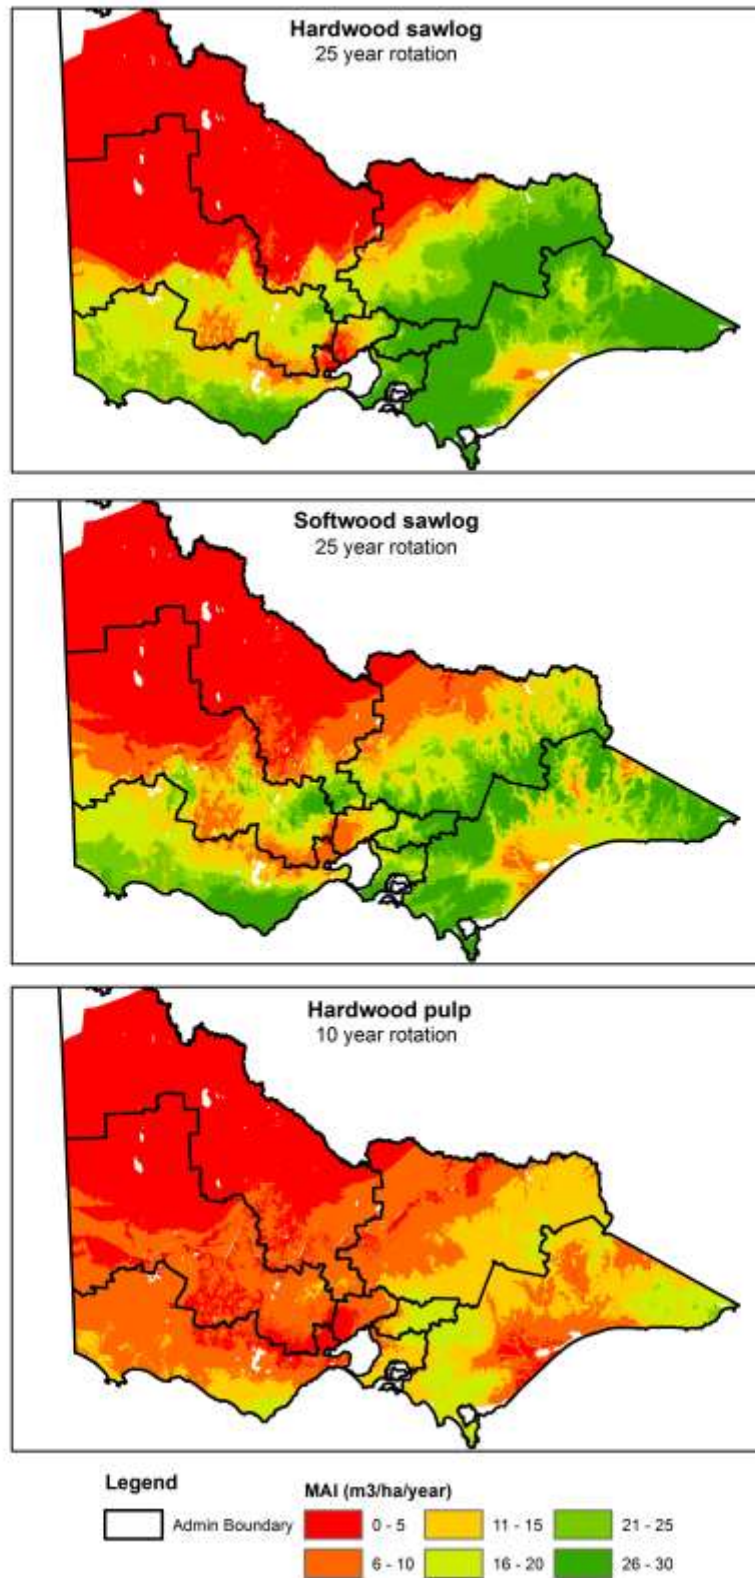 Hardwood sawlog
25 year rotation
Softwood sawlog
25 year rotation
Hardwood pulp
10 year rotation
Legend
MAI (m3/ha/year)
Admin Boundary
0 - 5
11 - 15
21 - 25
6 - 10
16 - 20
26 - 30